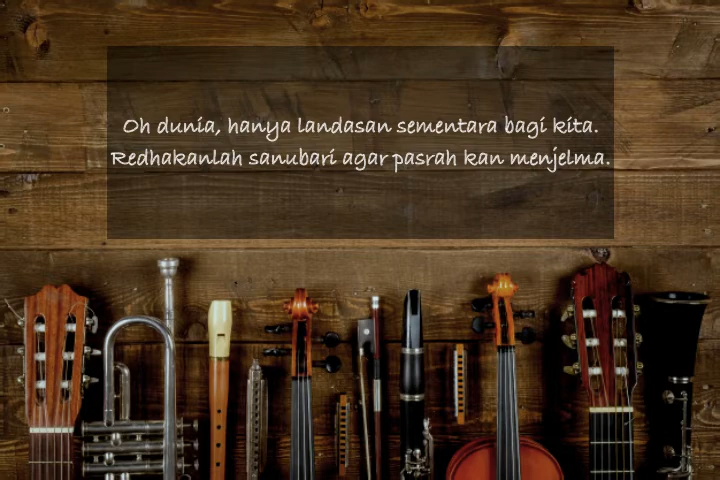 Oh dunia, hanya landasan sementara bagi kita.
Redhakanlah sanubari agar pasrah kan menjelma.